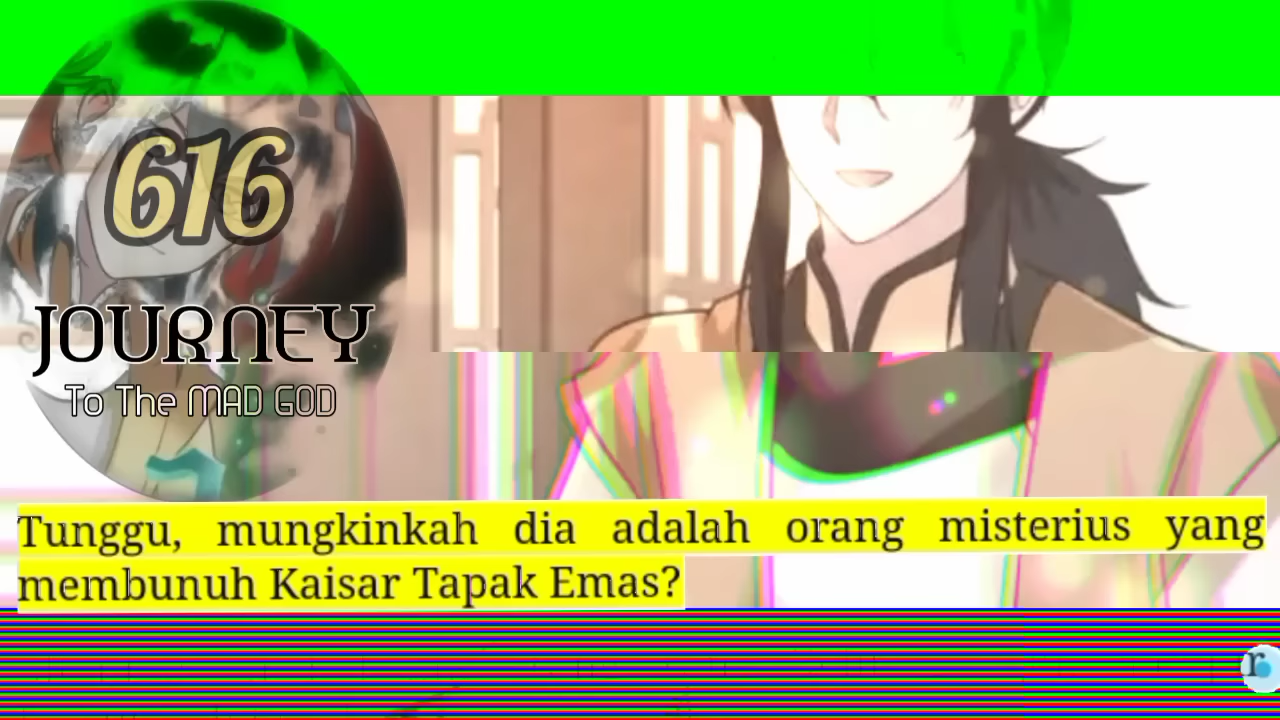 616
JOURNEY
To The MAD GOD
Tunggu, mungkinkah dia adalah orang misterius yang
membunuh Kaisar Tapak Emas?
r